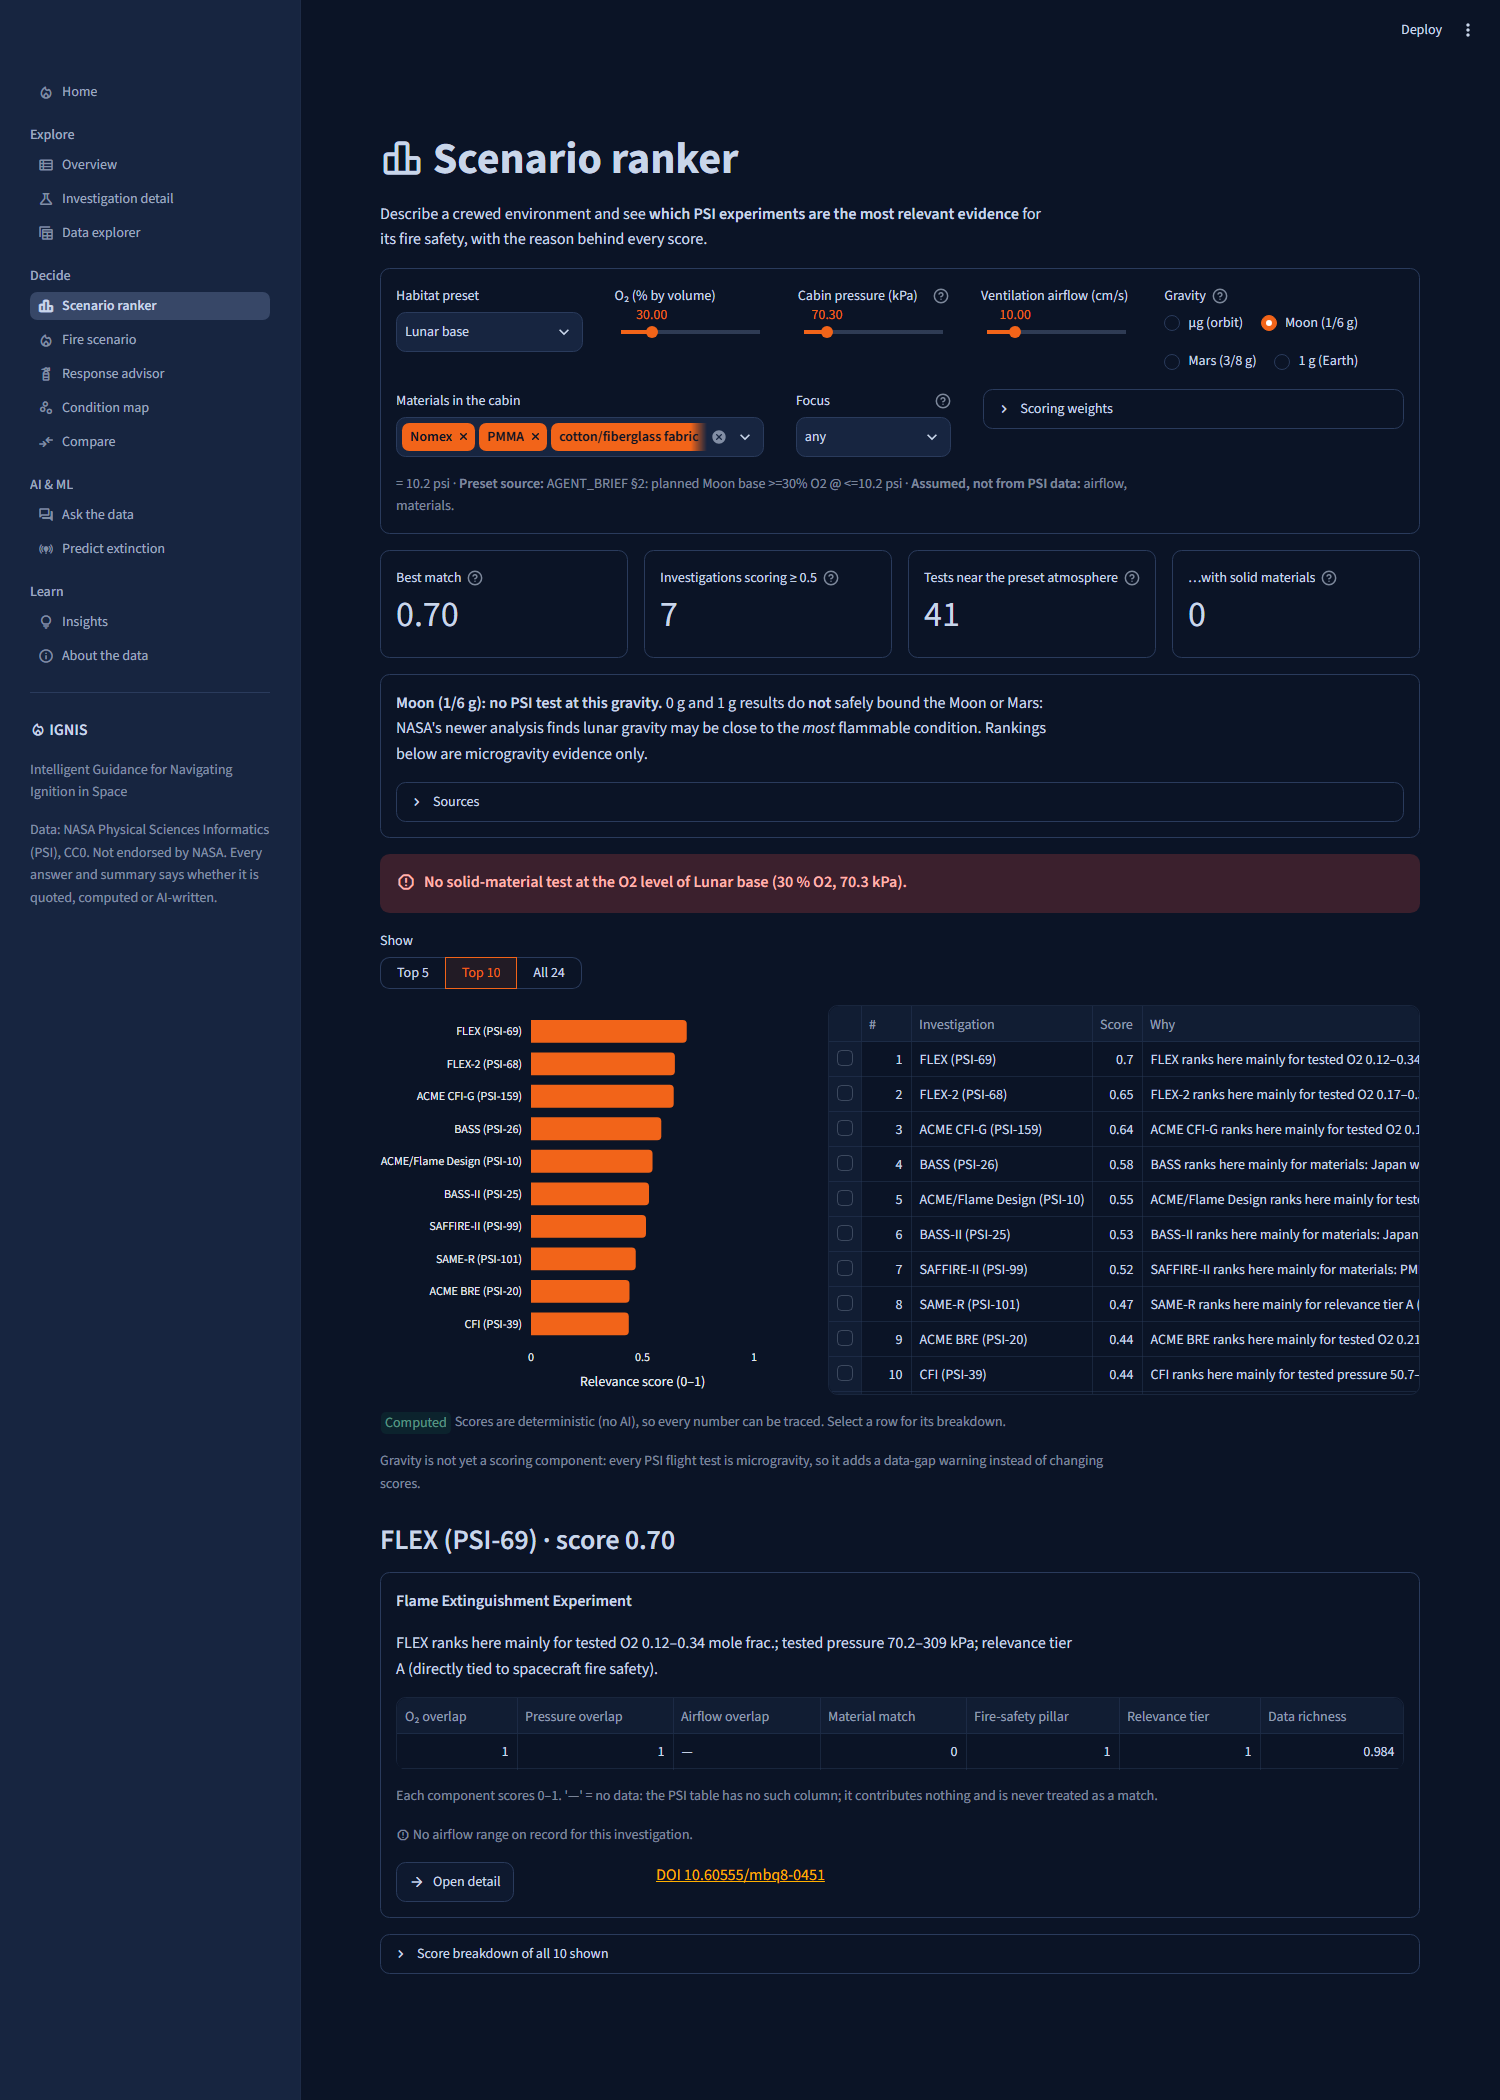 Deploy
Home
Explore
Overview
Investigation detail
Data explorer
Decide
Scenario ranker
Fire scenario
Response advisor
Condition map
Compare
AI & ML
Ask the data
Predict extinction
Learn
Insights
About the data
IGNIS
Intelligent Guidance for Navigating
Ignition in Space
Data: NASA Physical Sciences Informatics
(PSI), CC0. Not endorsed by NASA. Every
answer and summary says whether it is
quoted, computed or AI-written.
Scenario ranker
Describe a crewed environment and see which PSI experiments are the most relevant evidence for
its fire safety, with the reason behind every score.
Habitat preset
Lunar base
O₂ (% by volume)
30.00
Cabin pressure (kPa)
70.30
Ventilation airflow (cm/s)
10.00
Gravity
µg (orbit) Moon (1/6 g)
Mars (3/8 g) 1 g (Earth)
Materials in the cabin
Nomex × PMMA × cotton/fiberglass fabric
Focus
any
Scoring weights
= 10.2 psi · Preset source: AGENT_BRIEF §2: planned Moon base >=30% O2 @ <=10.2 psi · Assumed, not from PSI data: airflow,
materials.
Best match
0.70
Investigations scoring ≥ 0.5
7
Tests near the preset atmosphere
41
…with solid materials
0
Moon (1/6 g): no PSI test at this gravity. 0 g and 1 g results do not safely bound the Moon or Mars:
NASA's newer analysis finds lunar gravity may be close to the most flammable condition. Rankings
below are microgravity evidence only.
Sources
No solid-material test at the O2 level of Lunar base (30 % O2, 70.3 kPa).
Show
Top 5 Top 10 All 24
FLEX (PSI-69)
FLEX-2 (PSI-68)
ACME CFI-G (PSI-159)
BASS (PSI-26)
ACME/Flame Design (PSI-10)
BASS-II (PSI-25)
SAFFIRE-II (PSI-99)
SAME-R (PSI-101)
ACME BRE (PSI-20)
CFI (PSI-39)
0 0.5 1
Relevance score (0–1)
# Investigation Score Why
1 FLEX (PSI-69) 0.7 FLEX ranks here mainly for tested O2 0.12–0.34
2 FLEX-2 (PSI-68) 0.65 FLEX-2 ranks here mainly for tested O2 0.17–0.
3 ACME CFI-G (PSI-159) 0.64 ACME CFI-G ranks here mainly for tested O2 0.1
4 BASS (PSI-26) 0.58 BASS ranks here mainly for materials: Japan w
5 ACME/Flame Design (PSI-10) 0.55 ACME/Flame Design ranks here mainly for teste
6 BASS-II (PSI-25) 0.53 BASS-II ranks here mainly for materials: Japan
7 SAFFIRE-II (PSI-99) 0.52 SAFFIRE-II ranks here mainly for materials: PM
8 SAME-R (PSI-101) 0.47 SAME-R ranks here mainly for relevance tier A (
9 ACME BRE (PSI-20) 0.44 ACME BRE ranks here mainly for tested O2 0.21
10 CFI (PSI-39) 0.44 CFI ranks here mainly for tested pressure 50.7–
Computed Scores are deterministic (no AI), so every number can be traced. Select a row for its breakdown.
Gravity is not yet a scoring component: every PSI flight test is microgravity, so it adds a data-gap warning instead of changing
scores.
FLEX (PSI-69) · score 0.70
Flame Extinguishment Experiment
FLEX ranks here mainly for tested O2 0.12–0.34 mole frac.; tested pressure 70.2–309 kPa; relevance tier
A (directly tied to spacecraft fire safety).
O₂ overlap Pressure overlap Airflow overlap Material match Fire-safety pillar Relevance tier Data richness
1 1 — 0 1 1 0.984
Each component scores 0–1. '—' = no data: the PSI table has no such column; it contributes nothing and is never treated as a match.
No airflow range on record for this investigation.
Open detail
DOI 10.60555/mbq8-0451
Score breakdown of all 10 shown